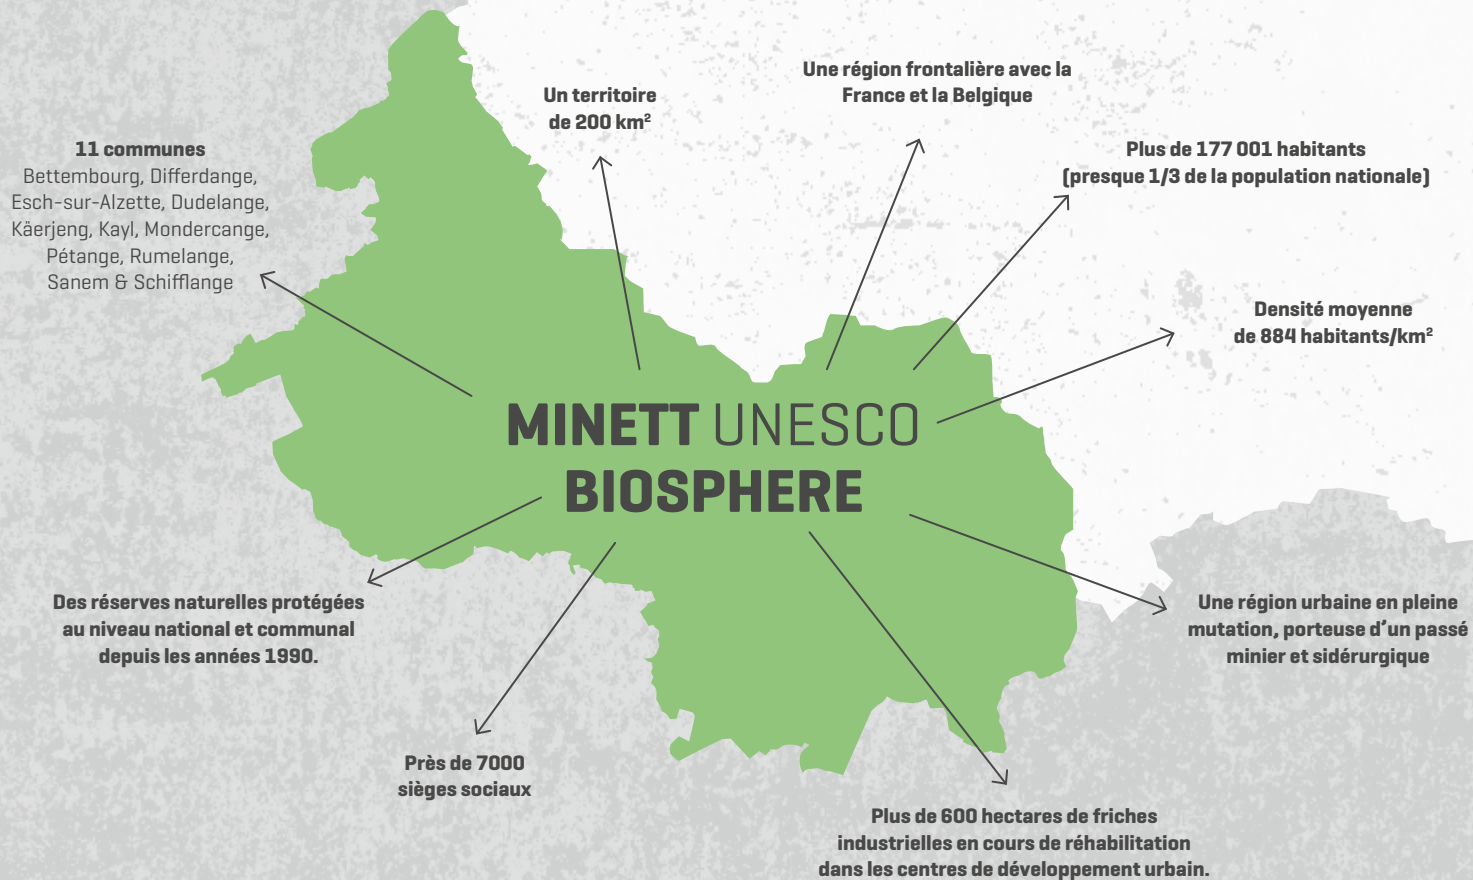 Une région frontalière avec la
France et la Belgique
Un territoire
de 200 km²
11 communes
Bettembourg, Differdange,
Esch-sur-Alzette, Dudelange,
Käerjeng, Kayl, Mondercange,
Pétange, Rumelange,
Sanem & Schifflange
Plus de 177 001 habitants
(presque 1/3 de la population nationale)
Densité moyenne
de 884 habitants/km²
MINETT UNESCO
BIOSPHERE
Des réserves naturelles protégées
au niveau national et communal
depuis les années 1990.
Une région urbaine en pleine
mutation, porteuse d'un passé
minier et sidérurgique
Près de 7000
sièges sociaux
Plus de 600 hectares de friches
industrielles en cours de réhabilitation
dans les centres de développement urbain.